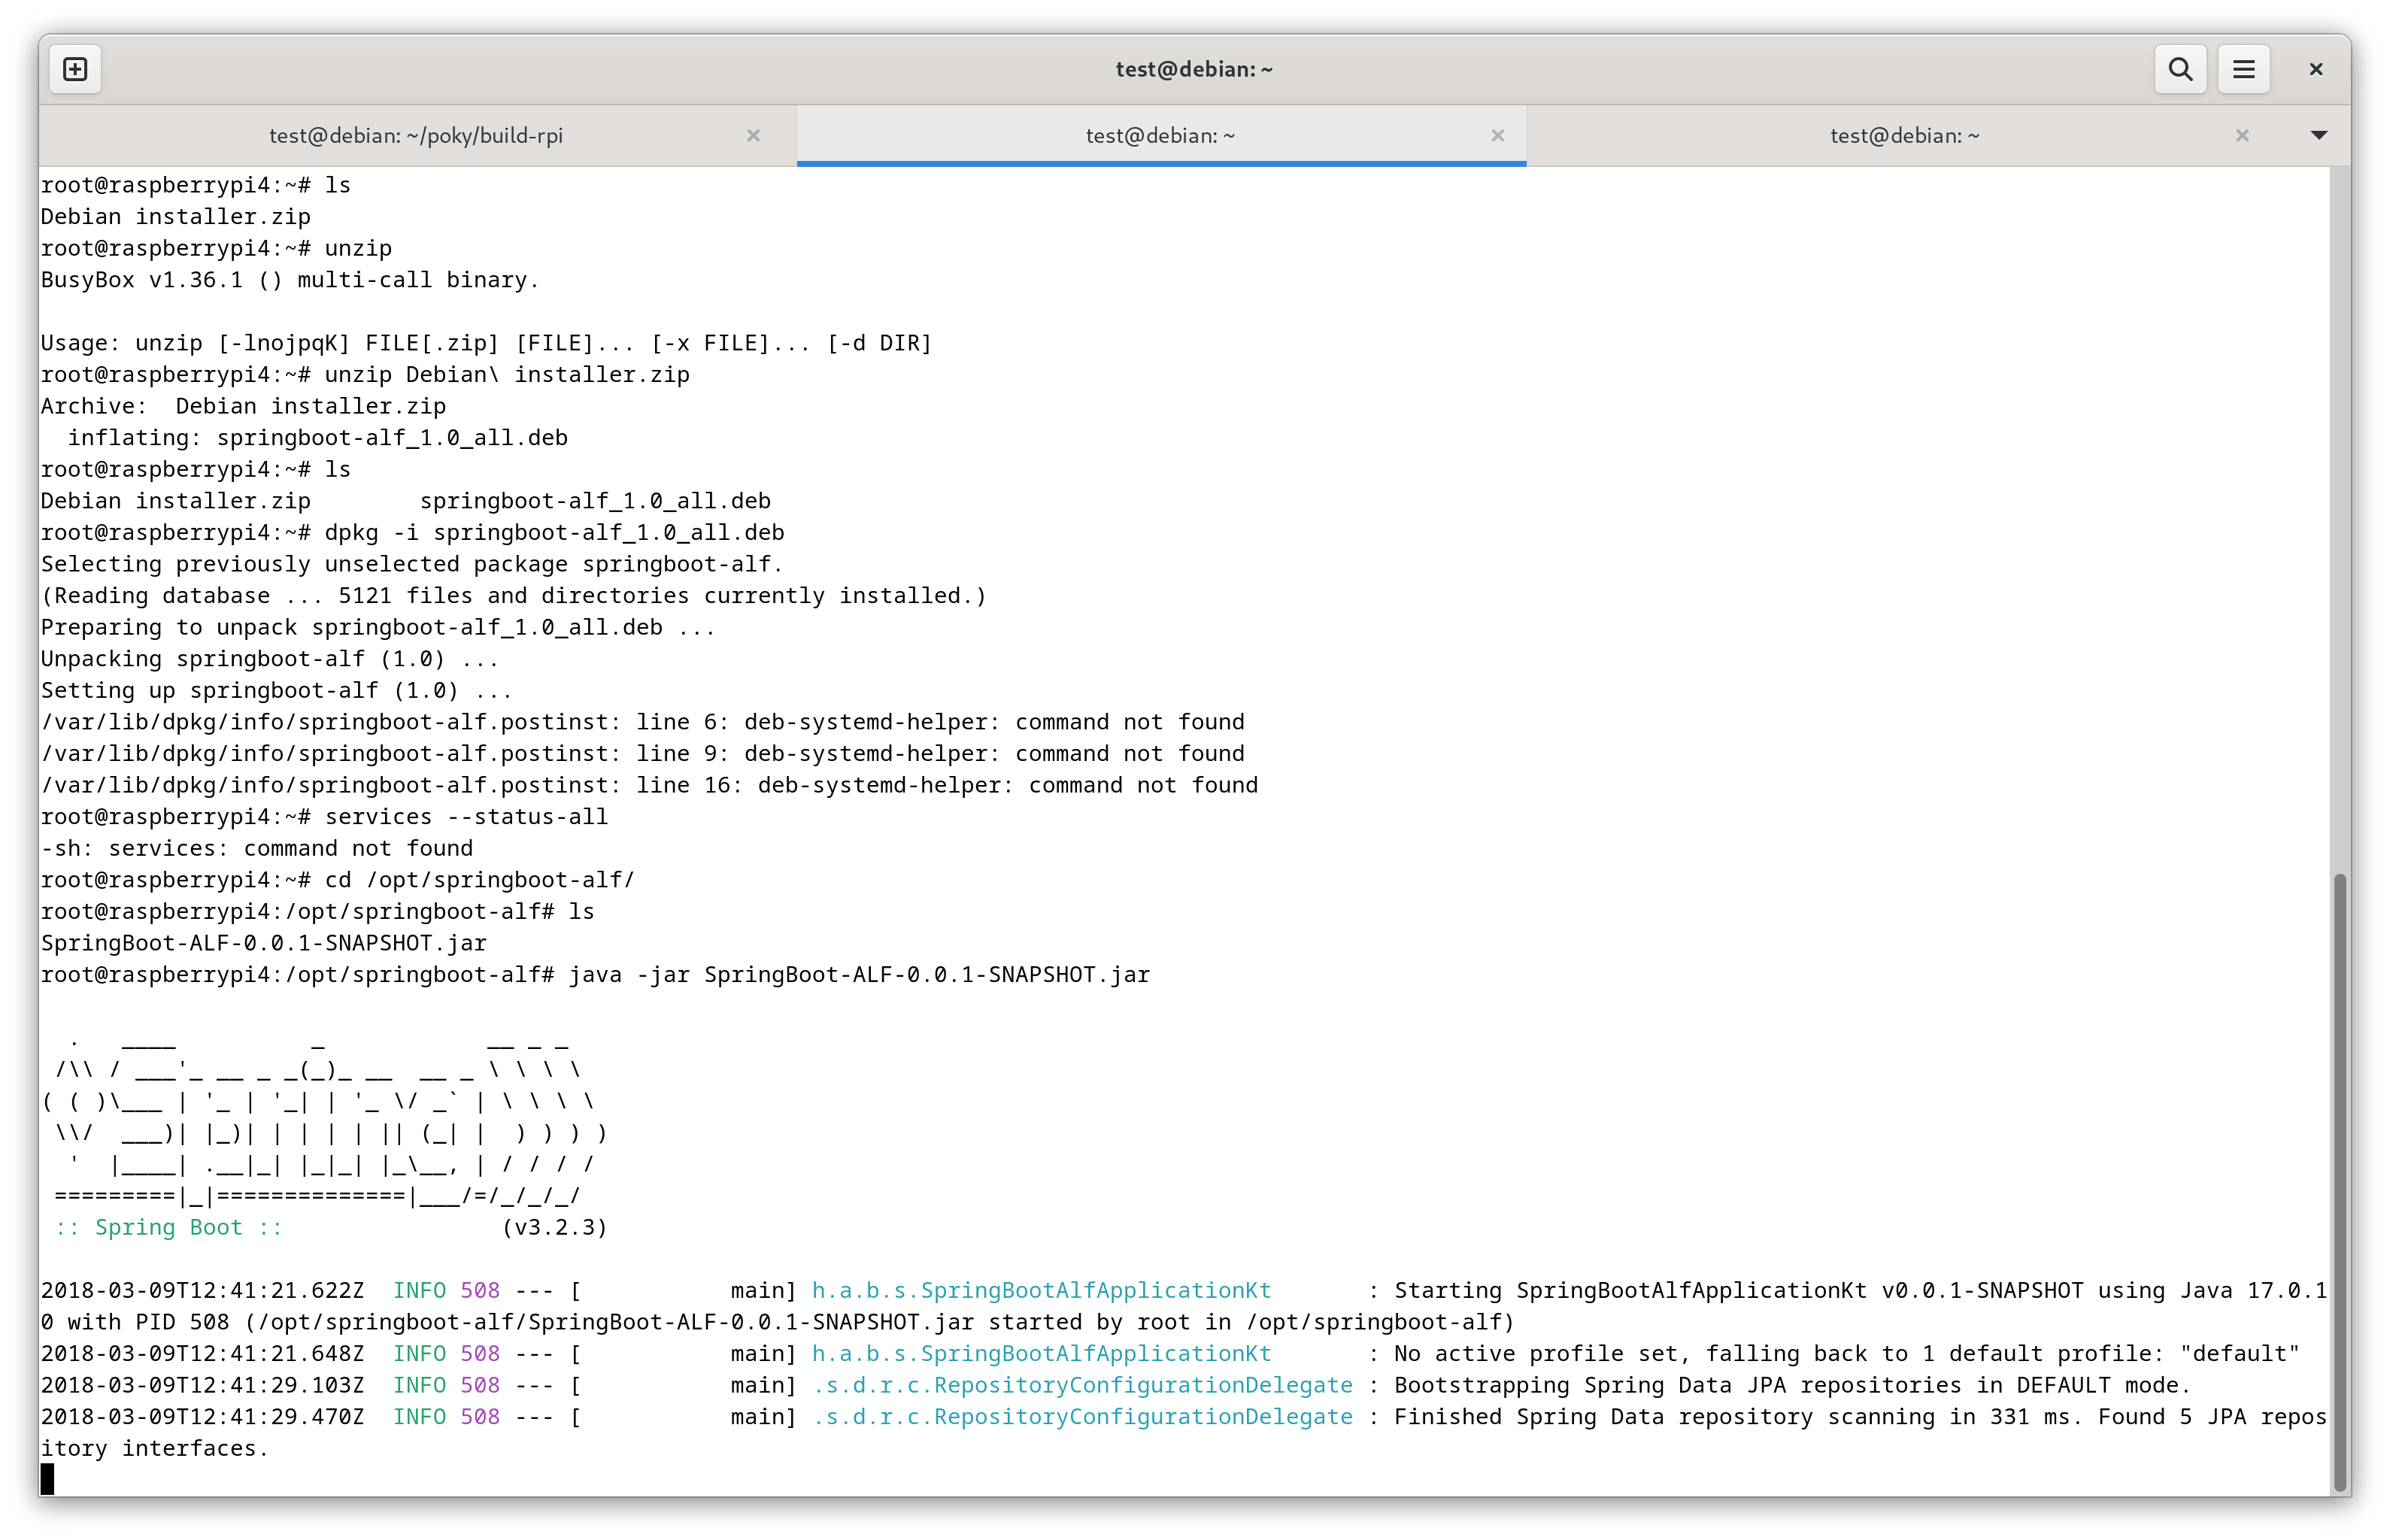 test@debian: ~
test@debian: ~/poky/build-rpi
test@debian: ~
test@debian: ~
root@raspberrypi4:~# ls
Debian installer.zip
root@raspberrypi4:~# unzip
BusyBox v1.36.1 () multi-call binary.

Usage: unzip [-lnojpqK] FILE[.zip] [FILE]... [-x FILE]... [-d DIR]
root@raspberrypi4:~# unzip Debian\ installer.zip
Archive:  Debian installer.zip
  inflating: springboot-alf_1.0_all.deb
root@raspberrypi4:~# ls
Debian installer.zip        springboot-alf_1.0_all.deb
root@raspberrypi4:~# dpkg -i springboot-alf_1.0_all.deb
Selecting previously unselected package springboot-alf.
(Reading database ... 5121 files and directories currently installed.)
Preparing to unpack springboot-alf_1.0_all.deb ...
Unpacking springboot-alf (1.0) ...
Setting up springboot-alf (1.0) ...
/var/lib/dpkg/info/springboot-alf.postinst: line 6: deb-systemd-helper: command not found
/var/lib/dpkg/info/springboot-alf.postinst: line 9: deb-systemd-helper: command not found
/var/lib/dpkg/info/springboot-alf.postinst: line 16: deb-systemd-helper: command not found
root@raspberrypi4:~# services --status-all
-sh: services: command not found
root@raspberrypi4:~# cd /opt/springboot-alf/
root@raspberrypi4:/opt/springboot-alf# ls
SpringBoot-ALF-0.0.1-SNAPSHOT.jar
root@raspberrypi4:/opt/springboot-alf# java -jar SpringBoot-ALF-0.0.1-SNAPSHOT.jar

  .   ____          _            __ _ _
 /\\ / ___'_ __ _ _(_)_ __  __ _ \ \ \ \
( ( )\___ | '_ | '_| | '_ \/ _` | \ \ \ \
 \\/  ___)| |_)| | | | | || (_| |  ) ) ) )
  '  |____| .__|_| |_|_| |_\__, | / / / /
 =========|_|==============|___/=/_/_/_/
 :: Spring Boot ::                (v3.2.3)

2018-03-09T12:41:21.622Z  INFO 508 --- [           main] h.a.b.s.SpringBootAlfApplicationKt       : Starting SpringBootAlfApplicationKt v0.0.1-SNAPSHOT using Java 17.0.1
0 with PID 508 (/opt/springboot-alf/SpringBoot-ALF-0.0.1-SNAPSHOT.jar started by root in /opt/springboot-alf)
2018-03-09T12:41:21.648Z  INFO 508 --- [           main] h.a.b.s.SpringBootAlfApplicationKt       : No active profile set, falling back to 1 default profile: "default"
2018-03-09T12:41:29.103Z  INFO 508 --- [           main] .s.d.r.c.RepositoryConfigurationDelegate : Bootstrapping Spring Data JPA repositories in DEFAULT mode.
2018-03-09T12:41:29.470Z  INFO 508 --- [           main] .s.d.r.c.RepositoryConfigurationDelegate : Finished Spring Data repository scanning in 331 ms. Found 5 JPA repos
itory interfaces.